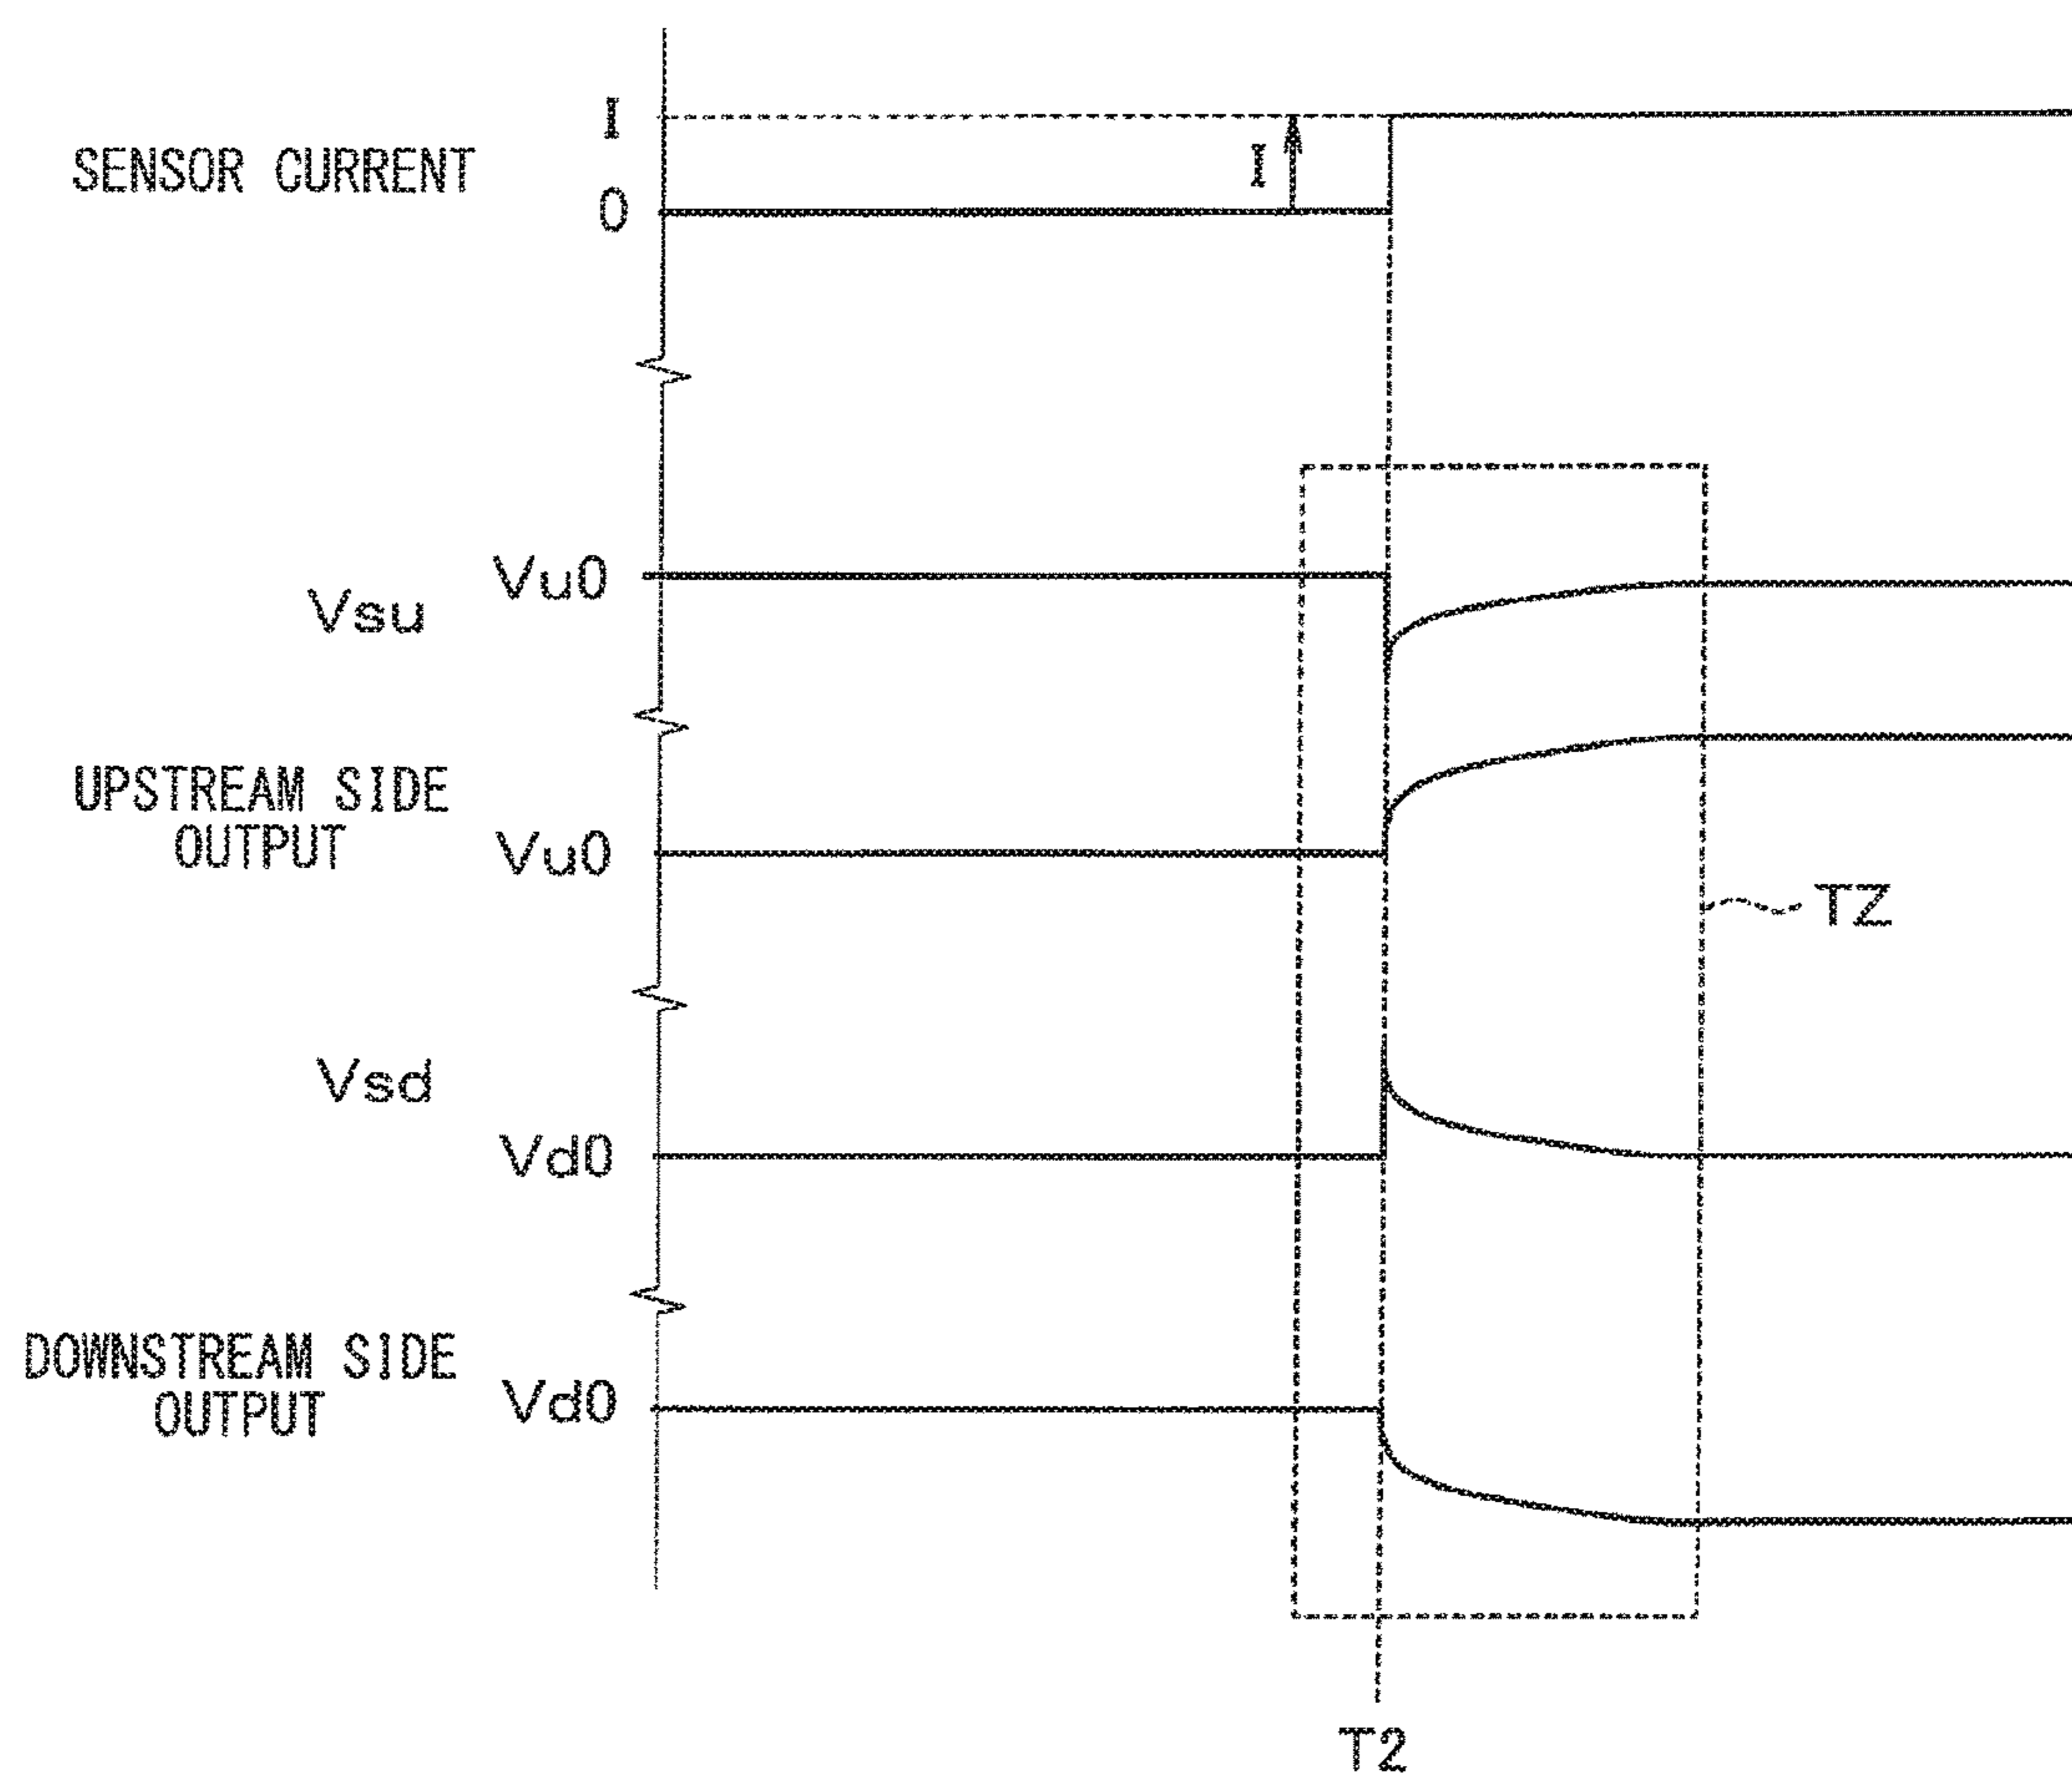 I
SENSOR CURRENT
I
0
Vu0
Vsu
UPSTREAM SIDE
OUTPUT
Vu0
TZ
Vsd
Vd0
DOWNSTREAM SIDE
OUTPUT
Vd0
T2